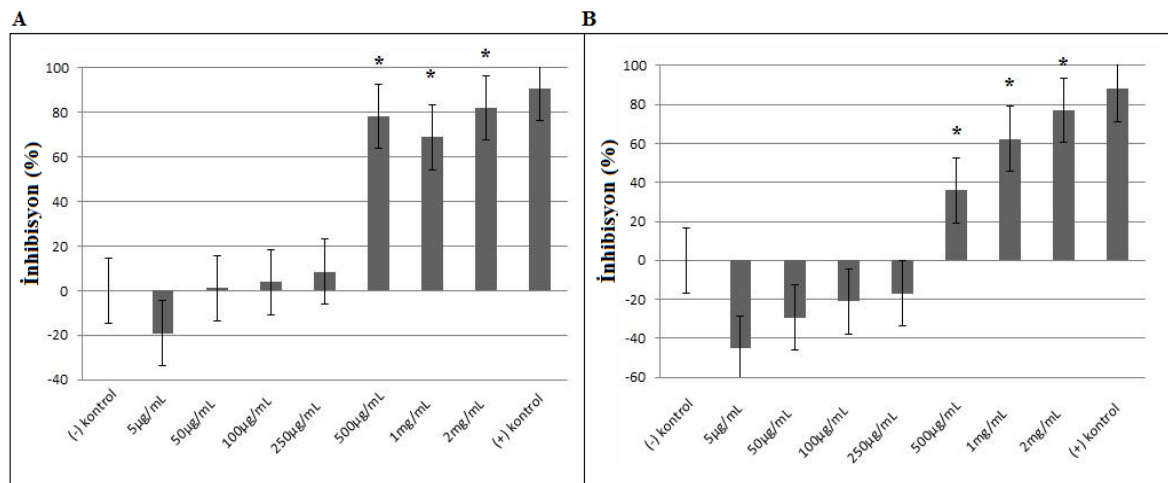 A
İnhibisyon (%)
100
80
60
40
20
0
-20
-40
*
*
*
(-) kontrol
5µg/mL
50µg/mL
100µg/mL
250µg/mL
500µg/mL
1mg/mL
2mg/mL
(+) kontrol
B
İnhibisyon (%)
100
80
60
40
20
0
-20
-40
-60
*
*
*
(-) kontrol
5µg/mL
50µg/mL
100µg/mL
250µg/mL
500µg/mL
1mg/mL
2mg/mL
(+) kontrol